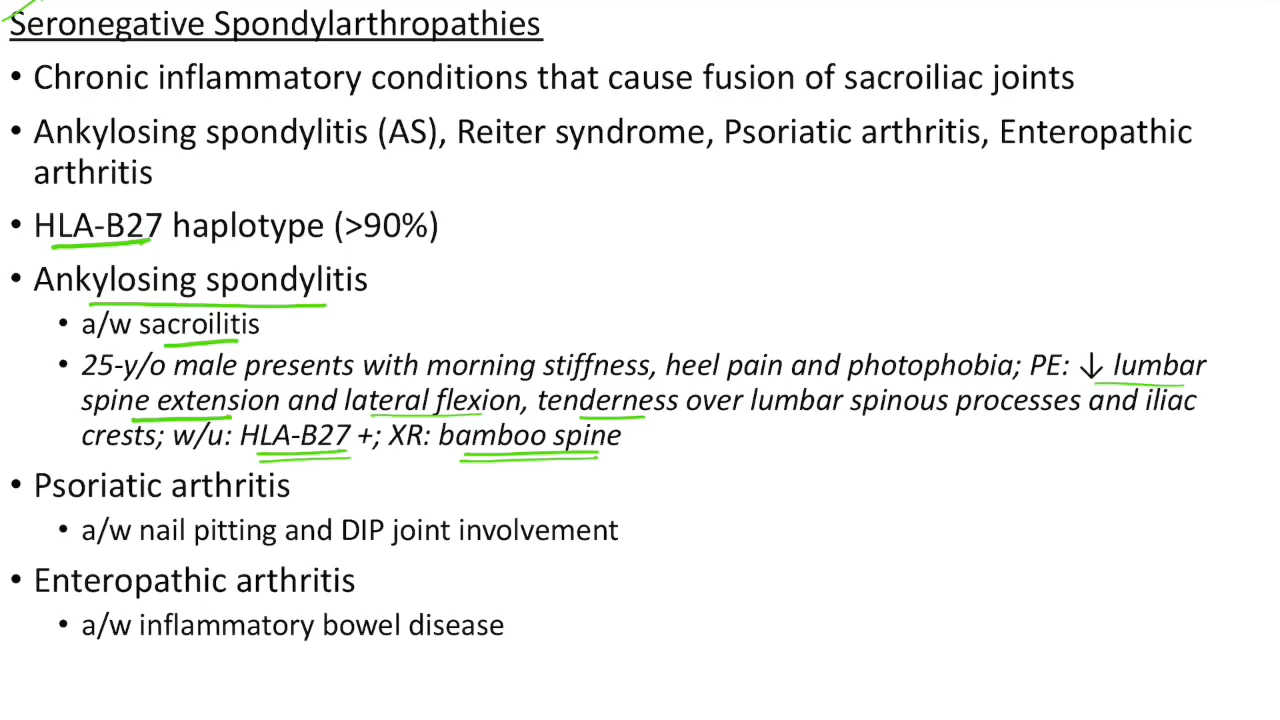 Seronegative Spondylarthropathies
• Chronic inflammatory conditions that cause fusion of sacroiliac joints
• Ankylosing spondylitis (AS), Reiter syndrome, Psoriatic arthritis, Enteropathic
arthritis
• HLA-B27 haplotype (>90%)
• Ankylosing spondylitis
• a/w sacroilitis
• 25-y/o male presents with morning stiffness, heel pain and photophobia; PE: ↓ lumbar
spine extension and lateral flexion, tenderness over lumbar spinous processes and iliac
crests; w/u: HLA-B27 +; XR: bamboo spine
• Psoriatic arthritis
• a/w nail pitting and DIP joint involvement
• Enteropathic arthritis
• a/w inflammatory bowel disease